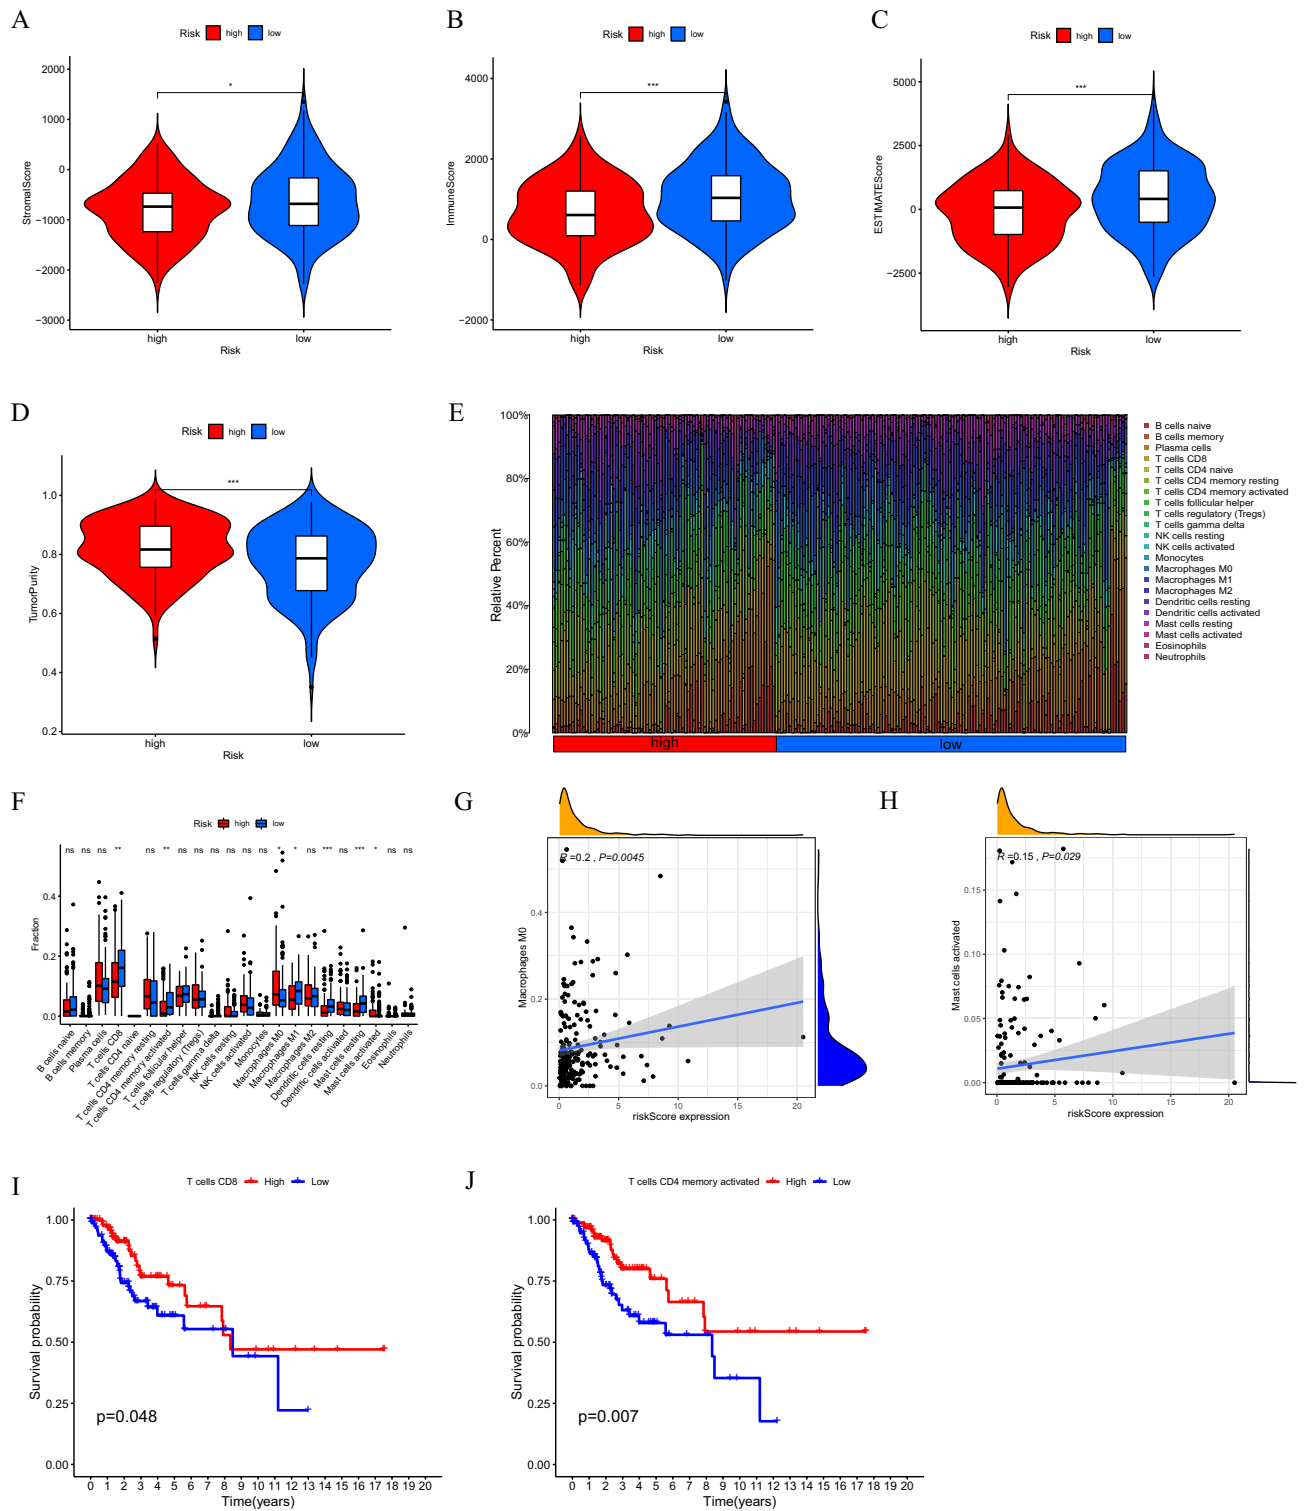 A
Risk high low
2000
1000
0
−1000
−2000
−3000
StromalScore
*
high low
Risk
B
Risk high low
4000
2000
0
−2000
ImmuneScore
***
high low
Risk
C
Risk high low
5000
2500
0
−2500
ESTIMATEScore
***
high low
Risk
D
Risk high low
1.0
0.8
0.6
0.4
0.2
TumorPurity
***
high low
Risk
E
100%
80%
60%
40%
20%
0%
Relative Percent
high low
B cells naive
B cells memory
Plasma cells
T cells CD8
T cells CD4 naive
T cells CD4 memory resting
T cells CD4 memory activated
T cells follicular helper
T cells regulatory (Tregs)
T cells gamma delta
NK cells resting
NK cells activated
Monocytes
Macrophages M0
Macrophages M1
Macrophages M2
Dendritic cells resting
Dendritic cells activated
Mast cells resting
Mast cells activated
Eosinophils
Neutrophils
F
Risk high low
ns ns ns ** ns ** ns ns ns ns ns ns * * ns *** ns *** * ns ns
0.4
0.2
0.0
Fraction
B cells naive
B cells memory
Plasma cells
T cells CD8
T cells CD4 naive
T cells CD4 memory resting
T cells CD4 memory activated
T cells follicular helper
T cells regulatory (Tregs)
T cells gamma delta
NK cells resting
NK cells activated
Monocytes
Macrophages M0
Macrophages M1
Macrophages M2
Dendritic cells resting
Dendritic cells activated
Mast cells resting
Mast cells activated
Eosinophils
Neutrophils
G
R =0.2 , P=0.0045
0.4
0.2
0.0
Macrophages M0
0 5 10 15 20
riskScore expression
H
R =0.15 , P=0.029
0.15
0.10
0.05
0.00
Mast cells activated
0 5 10 15 20
riskScore expression
I
T cells CD8 High Low
1.00
0.75
0.50
0.25
0.00
Survival probability
p=0.048
0 1 2 3 4 5 6 7 8 9 10 11 12 13 14 15 16 17 18 19 20
Time(years)
J
T cells CD4 memory activated High Low
1.00
0.75
0.50
0.25
0.00
Survival probability
p=0.007
0 1 2 3 4 5 6 7 8 9 10 11 12 13 14 15 16 17 18 19 20
Time(years)